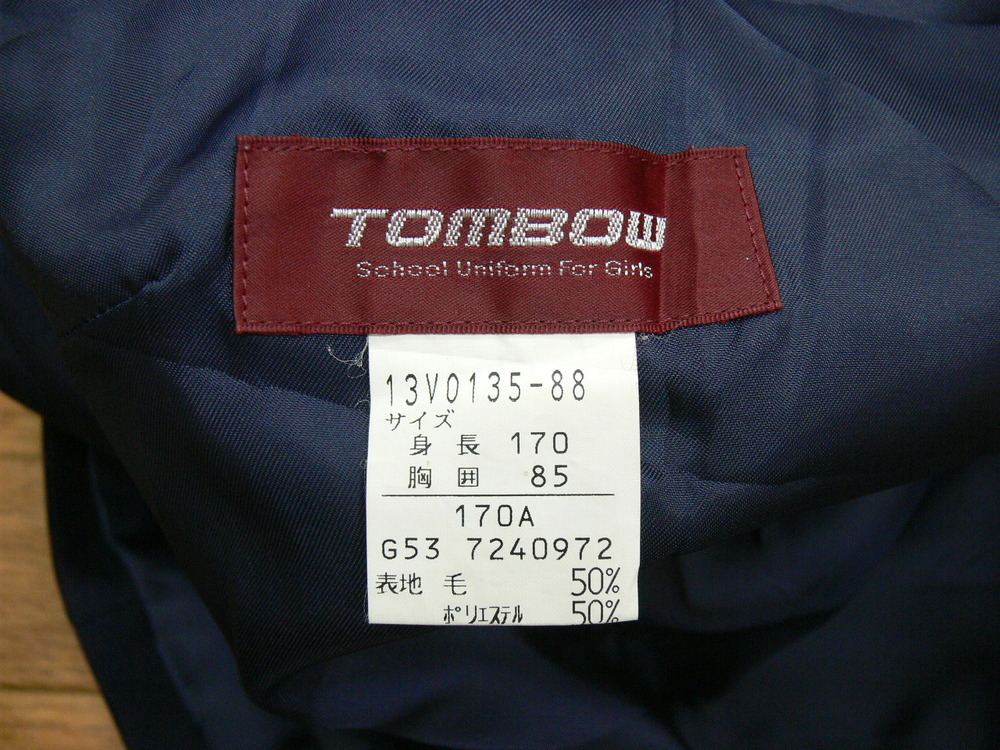 TOMBOW
School Uniform For Girls
13V0135-88
サイズ
身長 170
胸囲 85
170A
G53 7240972
表地 毛 50%
ポリエステル 50%